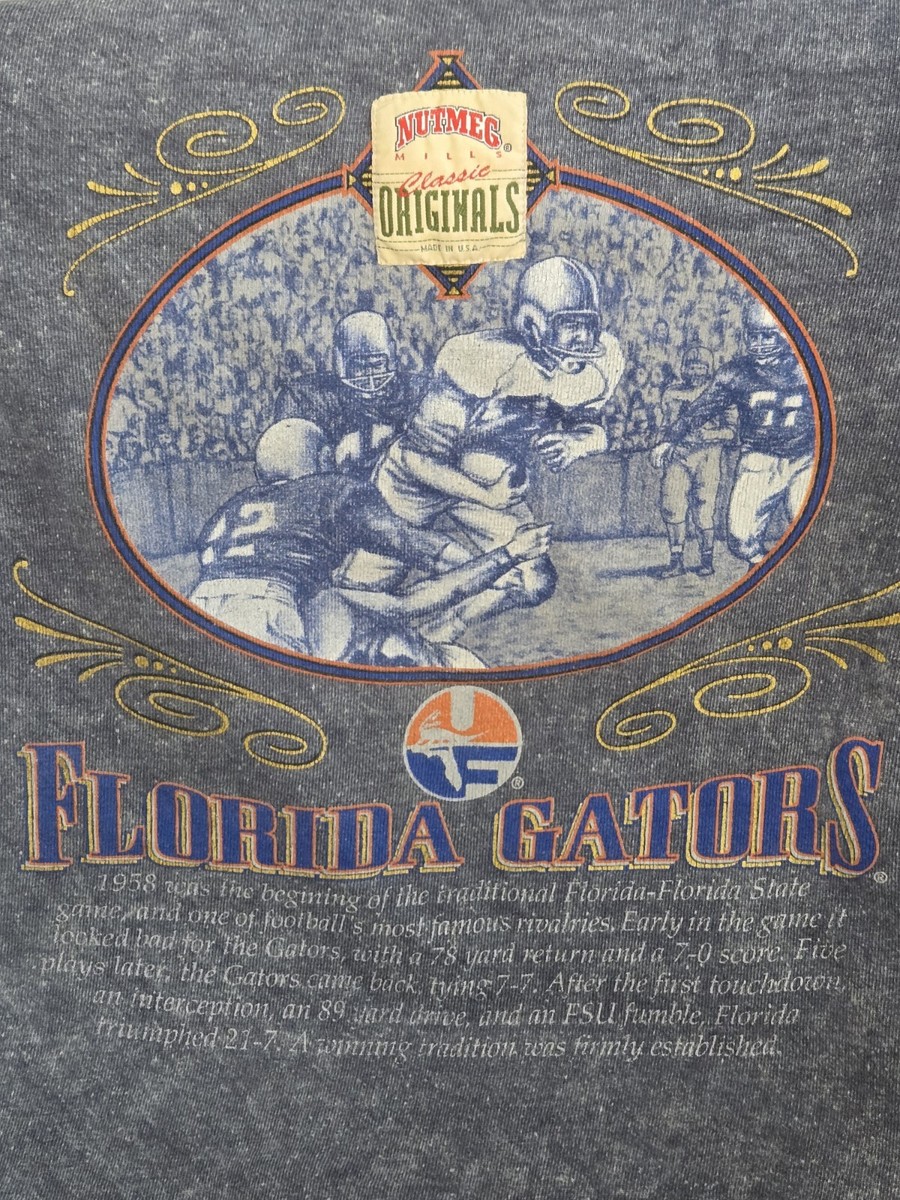 NUTMEG ®
MILLS
Classic
ORIGINALS
MADE IN U.S.A.
77
22
UF ®
FLORIDA GATORS ®
1958 was the beginning of the traditional Florida-Florida State
game, and one of football's most famous rivalries. Early in the game it
looked bad for the Gators, with a 78 yard return and a 7-0 score. Five
plays later, the Gators came back, tying 7-7. After the first touchdown,
an interception, an 89 yard drive, and an FSU fumble, Florida
triumphed 21-7. A winning tradition was firmly established.